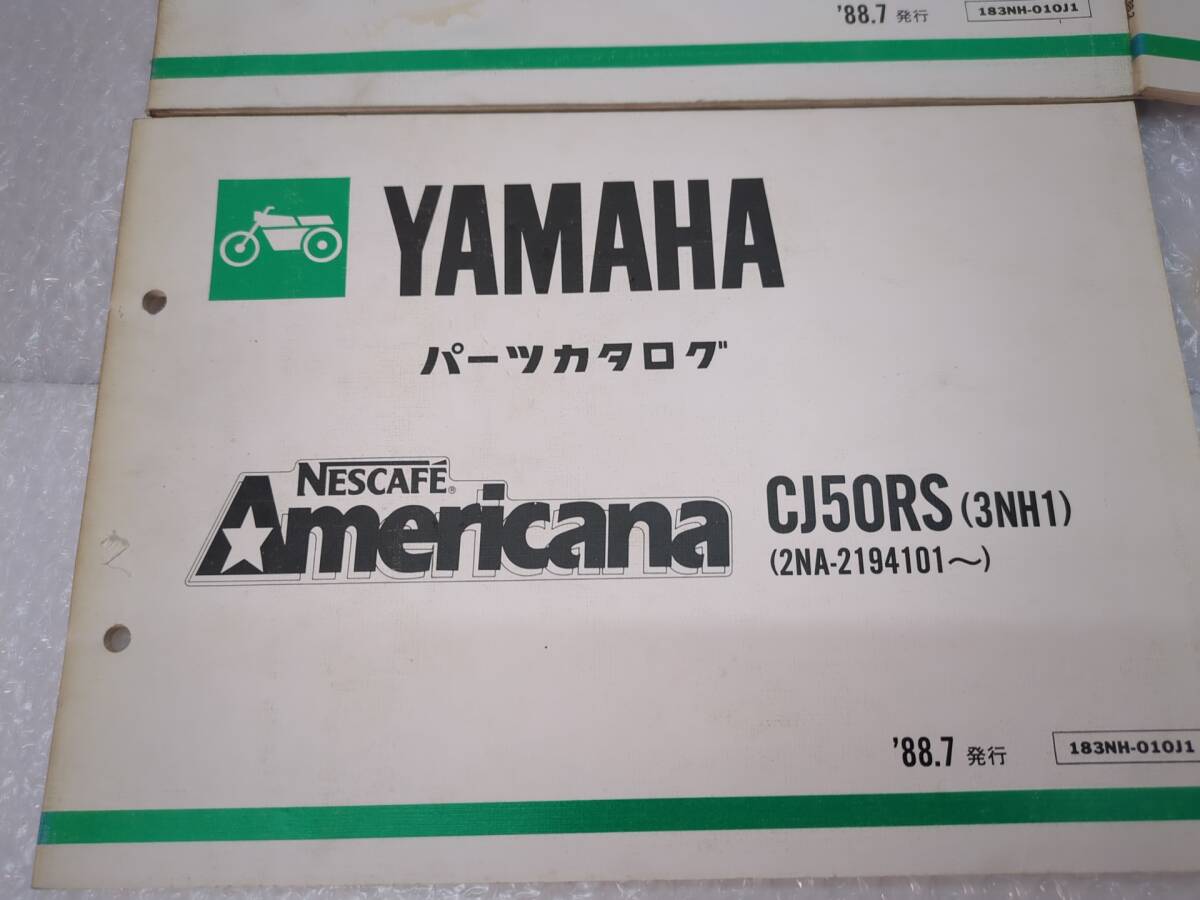 '88.7 発行
183NH-010J1
YAMAHA
パーツカタログ
NESCAFÉ®
Americana
CJ50RS (3NH1)
(2NA-2194101〜)
'88.7 発行
183NH-010J1